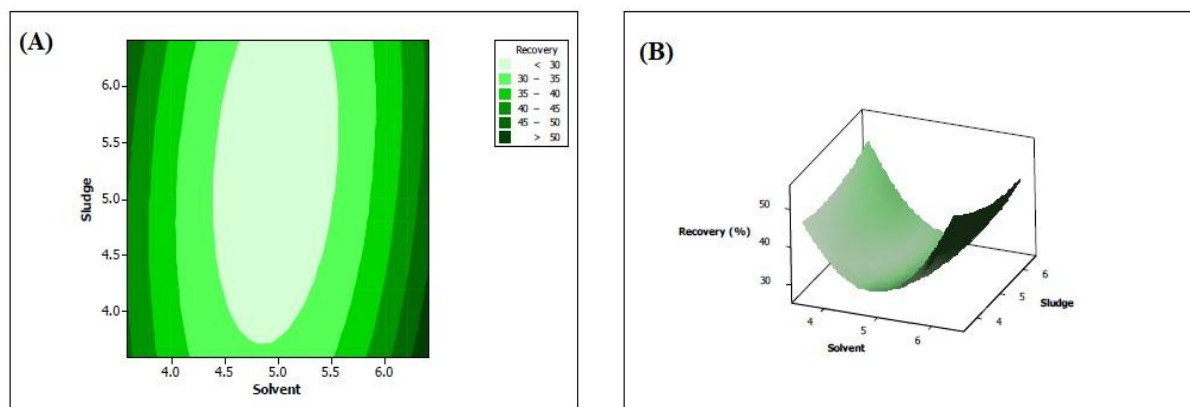 (A)
Recovery
< 30
30 – 35
35 – 40
40 – 45
45 – 50
> 50
6.0
5.5
5.0
4.5
4.0
Sludge
4.0 4.5 5.0 5.5 6.0
Solvent
(B)
50
40
30
Recovery (%)
4 5 6
Solvent
6
5
4
Sludge